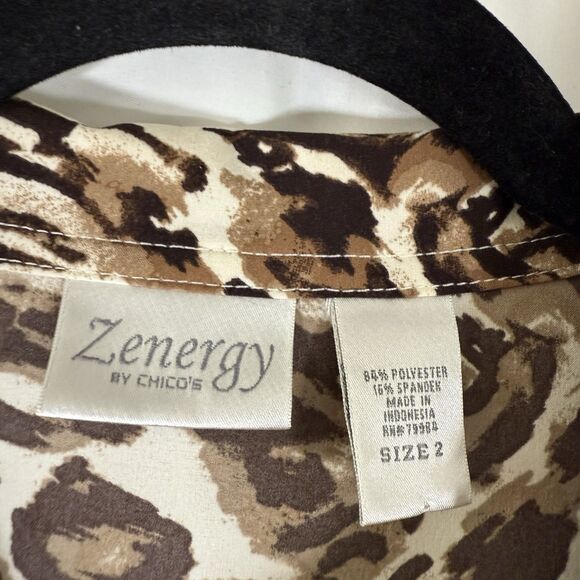 Zenergy
BY CHICO'S
84% POLYESTER
16% SPANDEX
MADE IN
INDONESIA
RN# 79984
SIZE 2